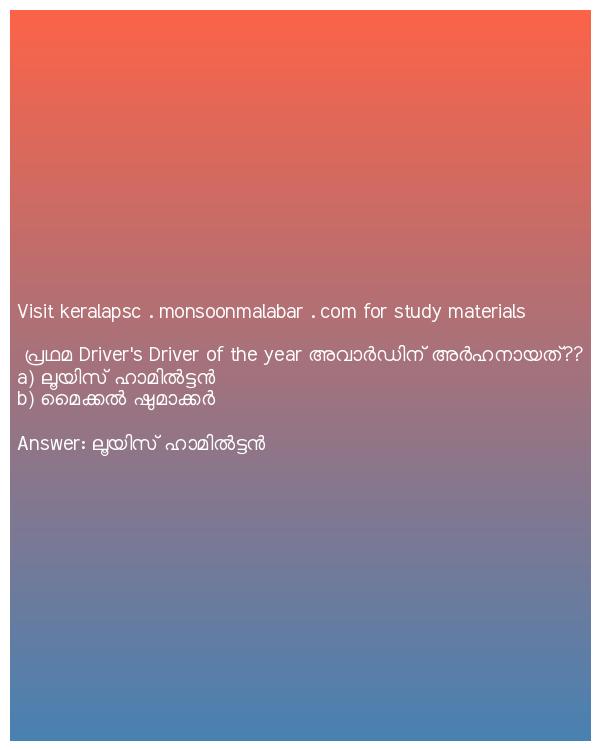 Visit keralapsc . monsoonmalabar . com for study materials
പ്രഥമ Driver's Driver of the year അവാർഡിന് അർഹനായത്??
a) ലൂയിസ് ഹാമിൽട്ടൻ
b) മൈക്കൽ ഷുമാക്കർ
Answer: ലൂയിസ് ഹാമിൽട്ടൻ